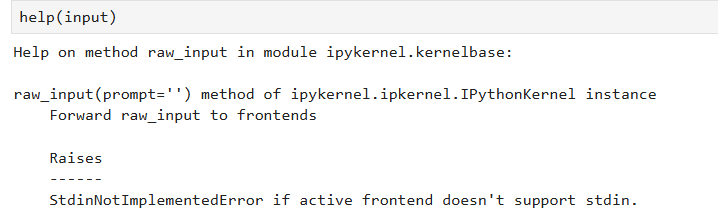 help(input)
Help on method raw_input in module ipykernel.kernelbase:
raw_input(prompt='') method of ipykernel.ipkernel.IPythonKernel instance
Forward raw_input to frontends
Raises
------
StdinNotImplementedError if active frontend doesn't support stdin.